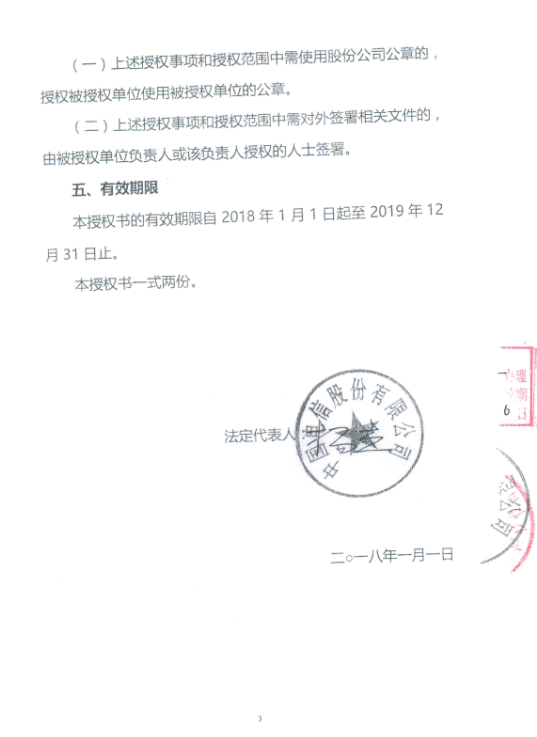 （一）上述授权事项和授权范围中需使用股份公司公章的，
授权被授权单位使用被授权单位的公章。
（二）上述授权事项和授权范围中需对外签署相关文件的，
由被授权单位负责人或该负责人授权的人士签署。
五、有效期限
本授权书的有效期限自 2018 年 1 月 1 日起至 2019 年 12
月 31 日止。
本授权书一式两份。
法定代表人
中国电信股份有限公司
二○一八年一月一日
3